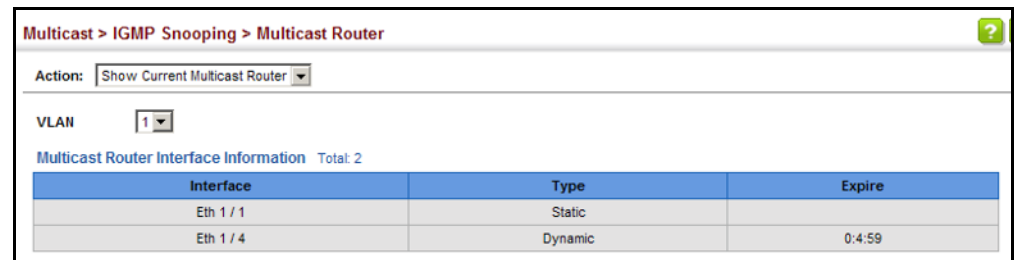 Multicast > IGMP Snooping > Multicast Router
?
Action: Show Current Multicast Router
VLAN 1
Multicast Router Interface Information Total: 2
Interface Type Expire
Eth 1 / 1 Static
Eth 1 / 4 Dynamic 0:4:59